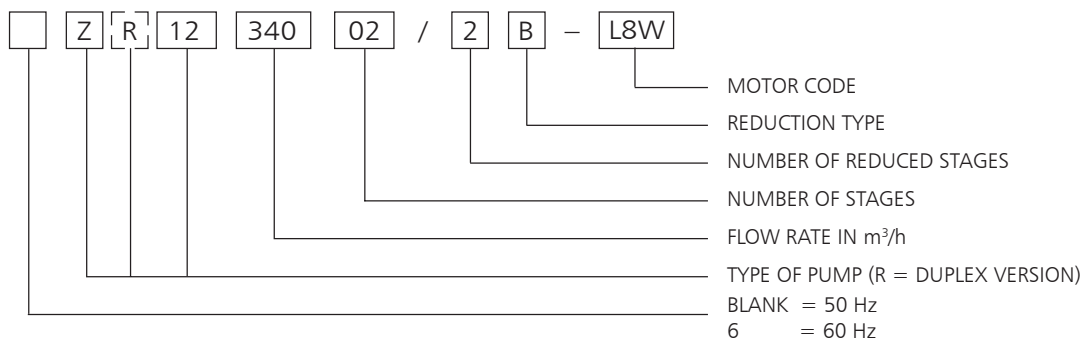 Z R 12 340 02 / 2 B – L8W
MOTOR CODE
REDUCTION TYPE
NUMBER OF REDUCED STAGES
NUMBER OF STAGES
FLOW RATE IN m³/h
TYPE OF PUMP (R = DUPLEX VERSION)
BLANK = 50 Hz
6 = 60 Hz